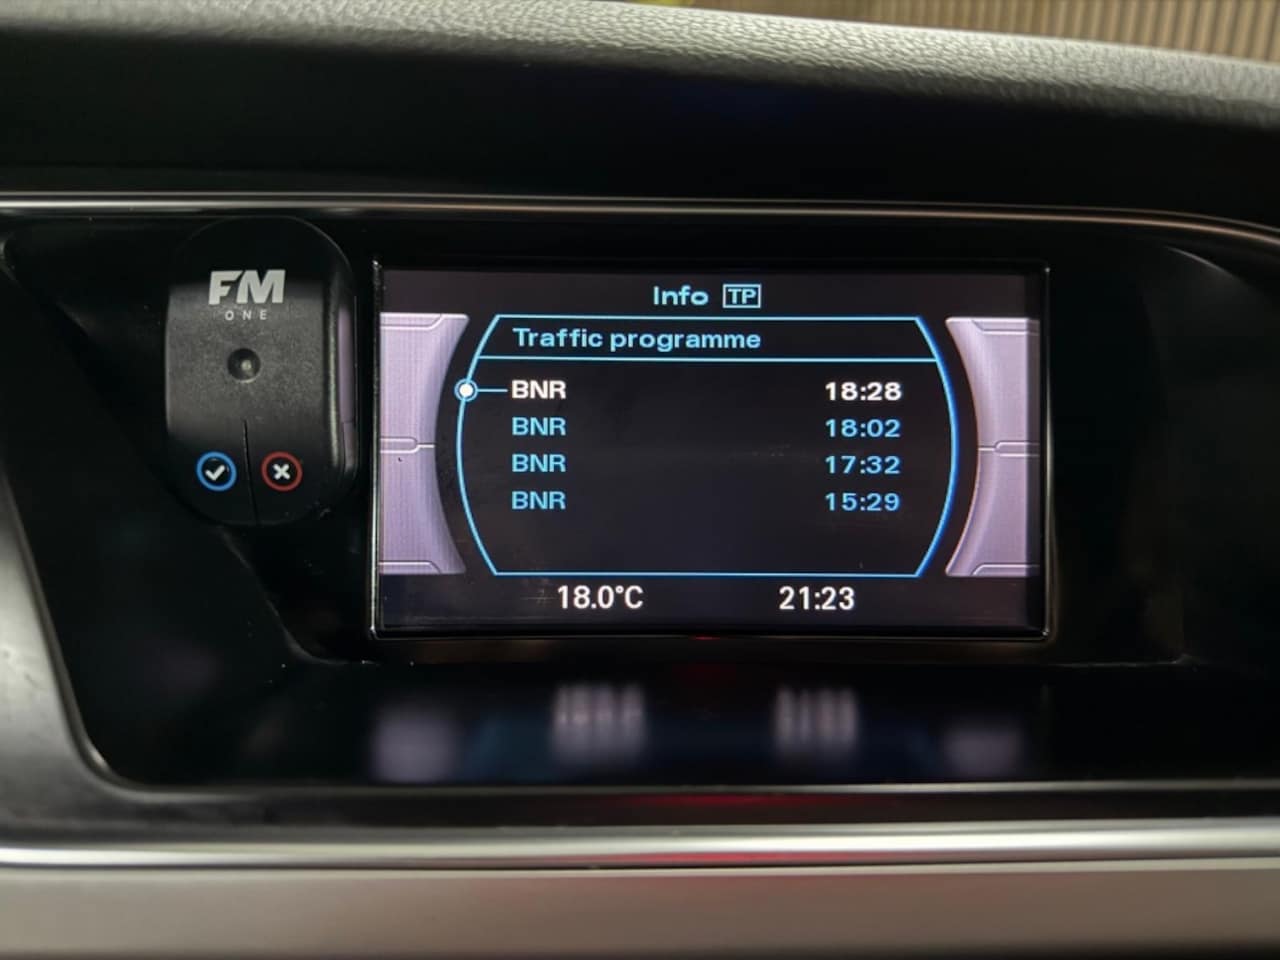 FM
ONE
Info TP
Traffic programme
BNR 18:28
BNR 18:02
BNR 17:32
BNR 15:29
18.0°C 21:23